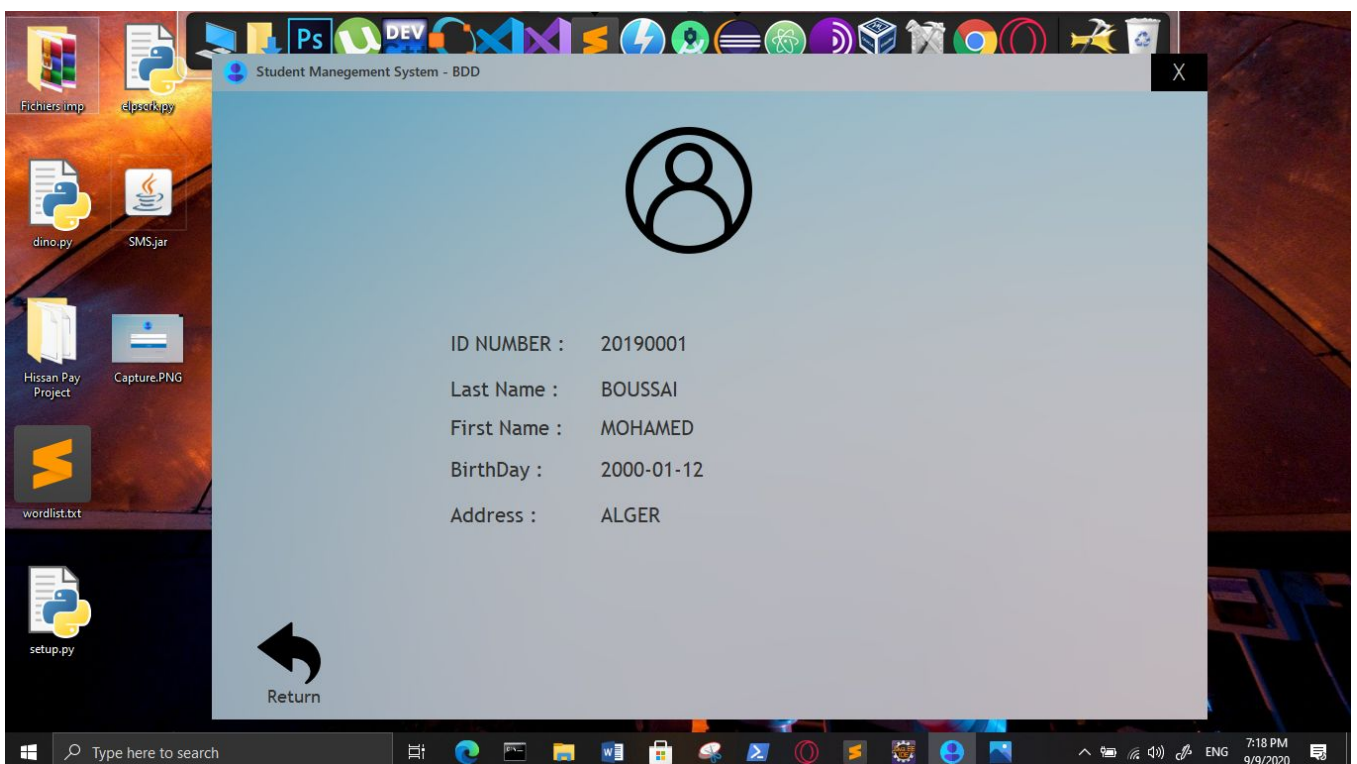 Ps
DEV
Student Manegement System - BDD
X
Fichiers imp
elpserk.py
dino.py
SMS.jar
Hissan Pay
Project
Capture.PNG
wordlist.txt
setup.py
ID NUMBER : 20190001
Last Name : BOUSSAI
First Name : MOHAMED
BirthDay : 2000-01-12
Address : ALGER
Return
Type here to search
ENG
7:18 PM
9/9/2020